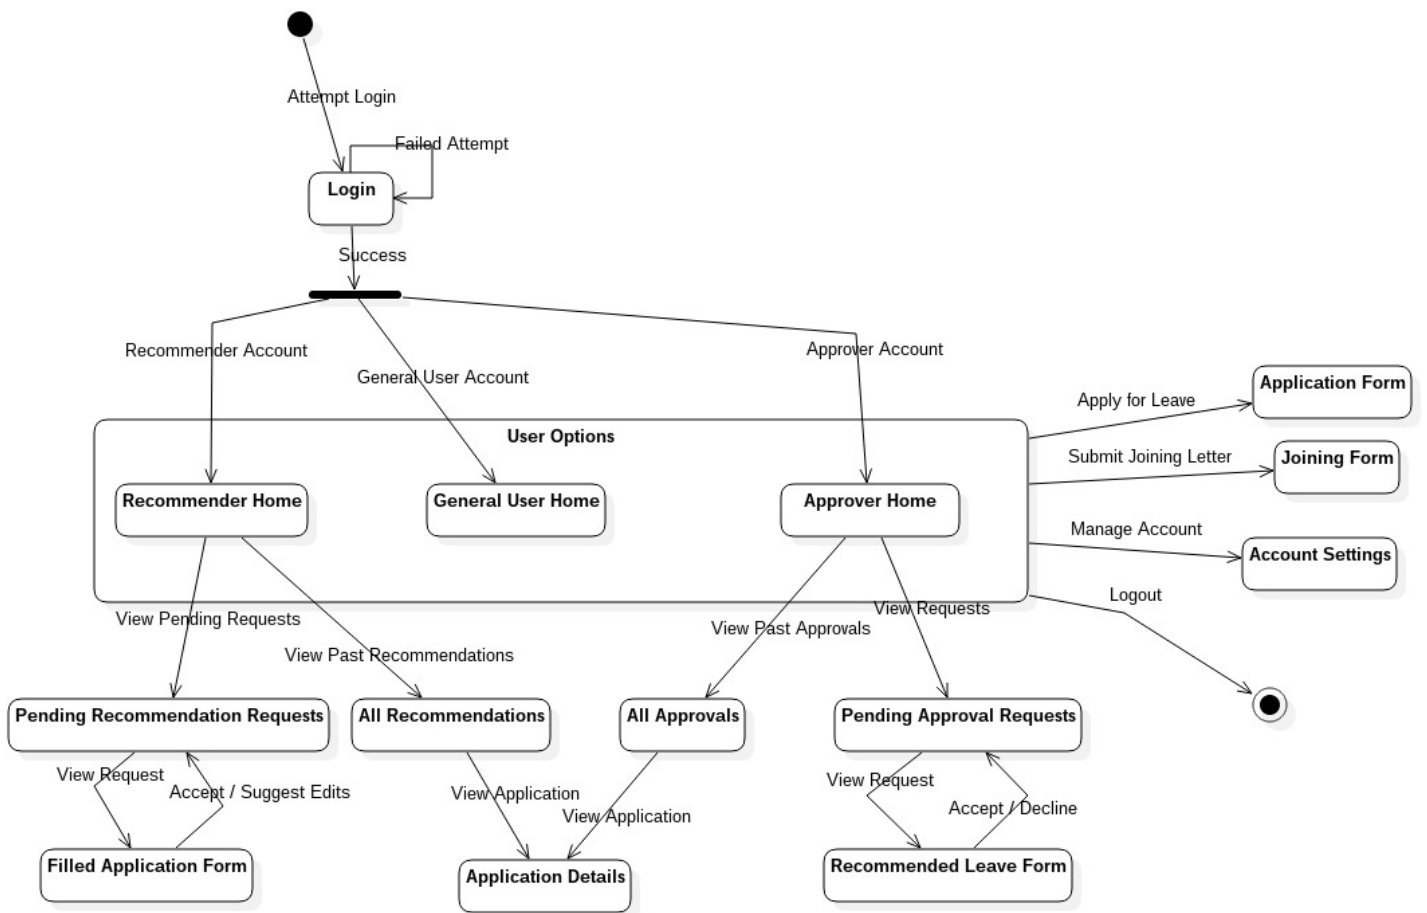 Attempt Login
Failed Attempt
Login
Success
Recommender Account
General User Account
Approver Account
Application Form
Apply for Leave
User Options
Submit Joining Letter
Joining Form
Recommender Home
General User Home
Approver Home
Manage Account
Account Settings
Logout
View Pending Requests
View Past Recommendations
View Past Approvals
View Requests
Pending Recommendation Requests
All Recommendations
All Approvals
Pending Approval Requests
View Request
Accept / Suggest Edits
View Application
View Application
View Request
Accept / Decline
Filled Application Form
Application Details
Recommended Leave Form